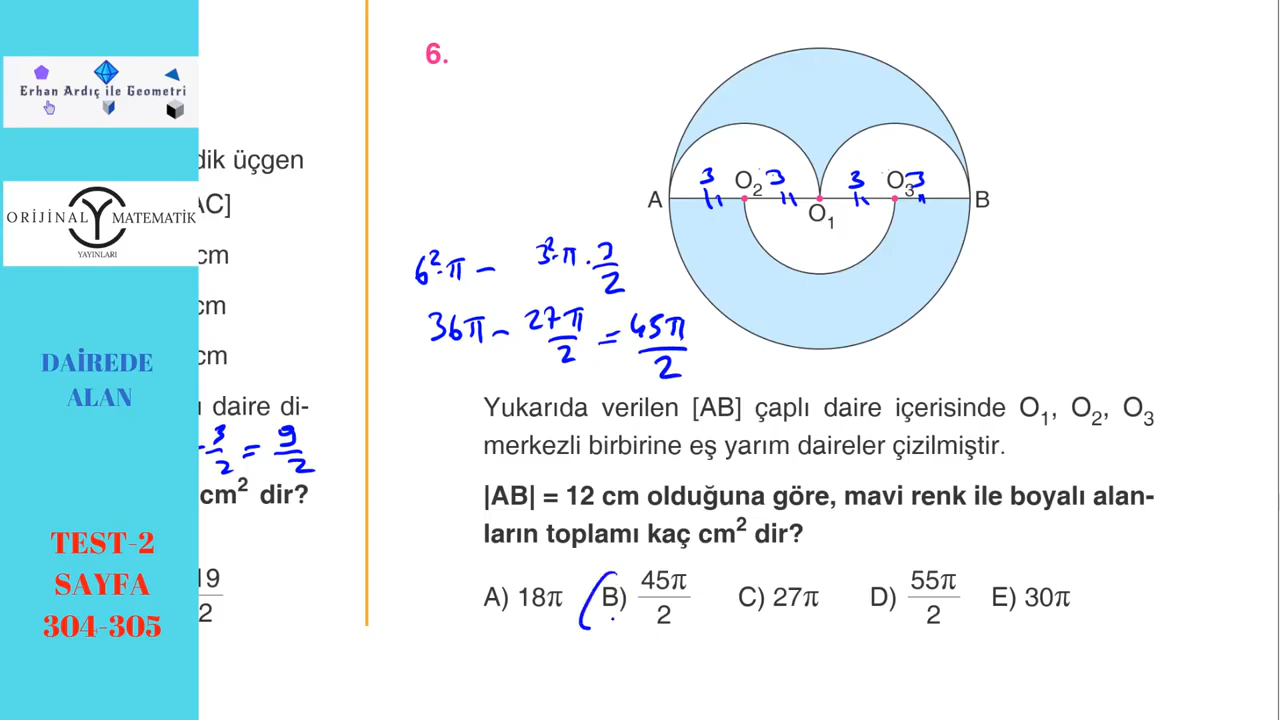 Erhan Ardıç ile Geometri
ORİJİNAL MATEMATİK
YAYINLARI
DAİREDE
ALAN
TEST-2
SAYFA
304-305
dik üçgen
AC]
cm
cm
cm
daire di-
3/2 = 9/2
cm² dir?
19
2
6.
3 O₂ 3 3 O₃ 3
A O₁ B
6²·π − 3²·π · 3/2
36π − 27π/2 = 45π/2
Yukarıda verilen [AB] çaplı daire içerisinde O₁, O₂, O₃
merkezli birbirine eş yarım daireler çizilmiştir.
|AB| = 12 cm olduğuna göre, mavi renk ile boyalı alan-
ların toplamı kaç cm² dir?
A) 18π B) 45π/2 C) 27π D) 55π/2 E) 30π